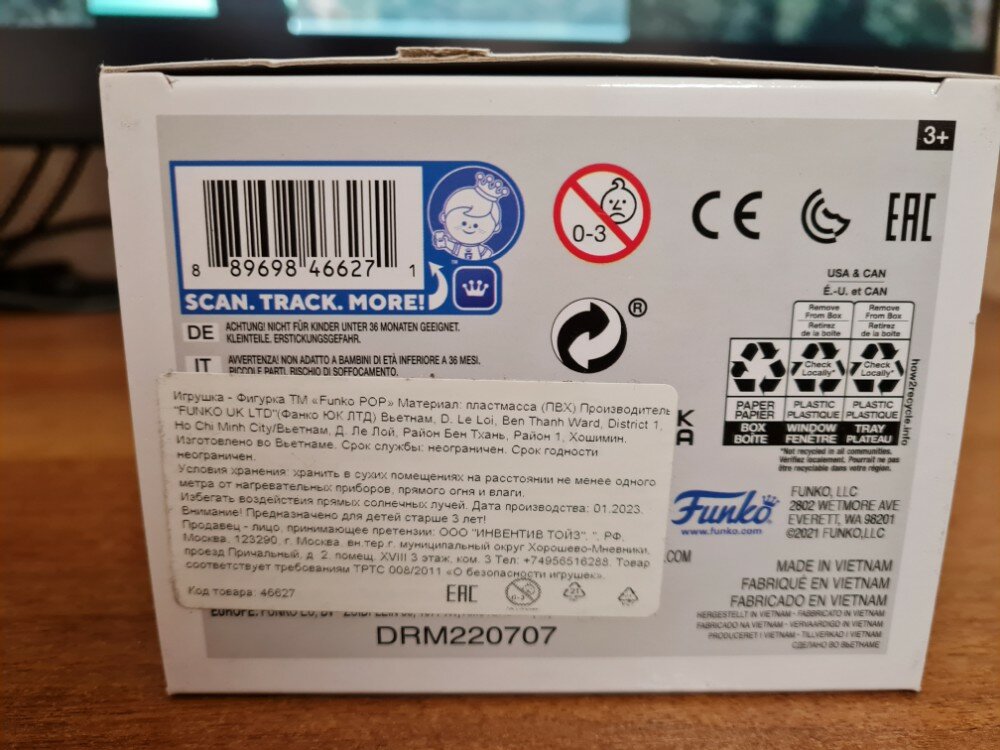 3+
8 89698 46627 1
SCAN. TRACK. MORE!
™
0-3
CE
EAC
®
DE ACHTUNG! NICHT FÜR KINDER UNTER 36 MONATEN GEEIGNET.
KLEINTEILE. ERSTICKUNGSGEFAHR.
IT AVVERTENZA! NON ADATTO A BAMBINI DI ETÀ INFERIORE A 36 MESI.
PICCOLE PARTI. RISCHIO DI SOFFOCAMENTO.
USA & CAN
É.-U. et CAN
Remove From Box Retirez de la boîte
Remove From Box Retirez de la boîte
Check Locally*
Check Locally*
PAPER PAPIER
PLASTIC PLASTIQUE
PLASTIC PLASTIQUE
BOX BOÎTE
WINDOW FENÊTRE
TRAY PLATEAU
*Not recycled in all communities.
Vérifiez localement. Pourrait ne pas
être recyclable dans votre région.
how2recycle.info
Игрушка - Фигурка ТМ «Funko POP» Материал: пластмасса (ПВХ) Производитель
"FUNKO UK LTD"(Фанко ЮК ЛТД) Вьетнам, D. Le Loi, Ben Thanh Ward, District 1,
Ho Chi Minh City/Вьетнам, Д. Ле Лой, Район Бен Тхань, Район 1, Хошимин.
Изготовлено во Вьетнаме. Срок службы: неограничен. Срок годности
неограничен.
Условия хранения: хранить в сухих помещениях на расстоянии не менее одного
метра от нагревательных приборов, прямого огня и влаги.
Избегать воздействия прямых солнечных лучей. Дата производства: 01.2023.
Внимание! Предназначено для детей старше 3 лет!
Продавец - лицо, принимающее претензии: ООО "ИНВЕНТИВ ТОЙЗ", ", РФ,
Москва, 123290, г. Москва, вн.тер.г. муниципальный округ Хорошево-Мневники,
проезд Причальный, д. 2, помещ. XVIII 3 этаж, ком. 3 Тел: +74956516288. Товар
соответствует требованиям ТРТС 008/2011 «О безопасности игрушек».
Код товара: 46627
EAC
0-3
Funko
www.funko.com
FUNKO, LLC
2802 WETMORE AVE
EVERETT, WA 98201
©2021 FUNKO,LLC
.COM
MADE IN VIETNAM
FABRIQUÉ EN VIETNAM
FABRICADO EN VIETNAM
HERGESTELLT IN VIETNAM - FABBRICATO IN VIETNAM
FABRICADO NA VIETNAM - VERVAARDIGD IN VIETNAM
PRODUCERET I VIETNAM - TILLVERKAD I VIETNAM
СДЕЛАНО ВО ВЬЕТНАМЕ
DRM220707